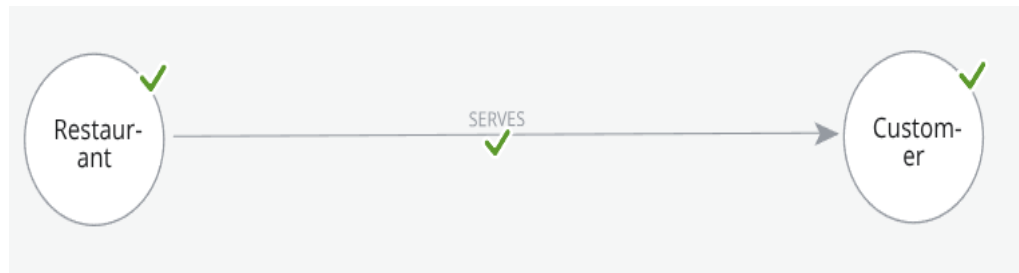 Restaur-
ant
SERVES
Custom-
er